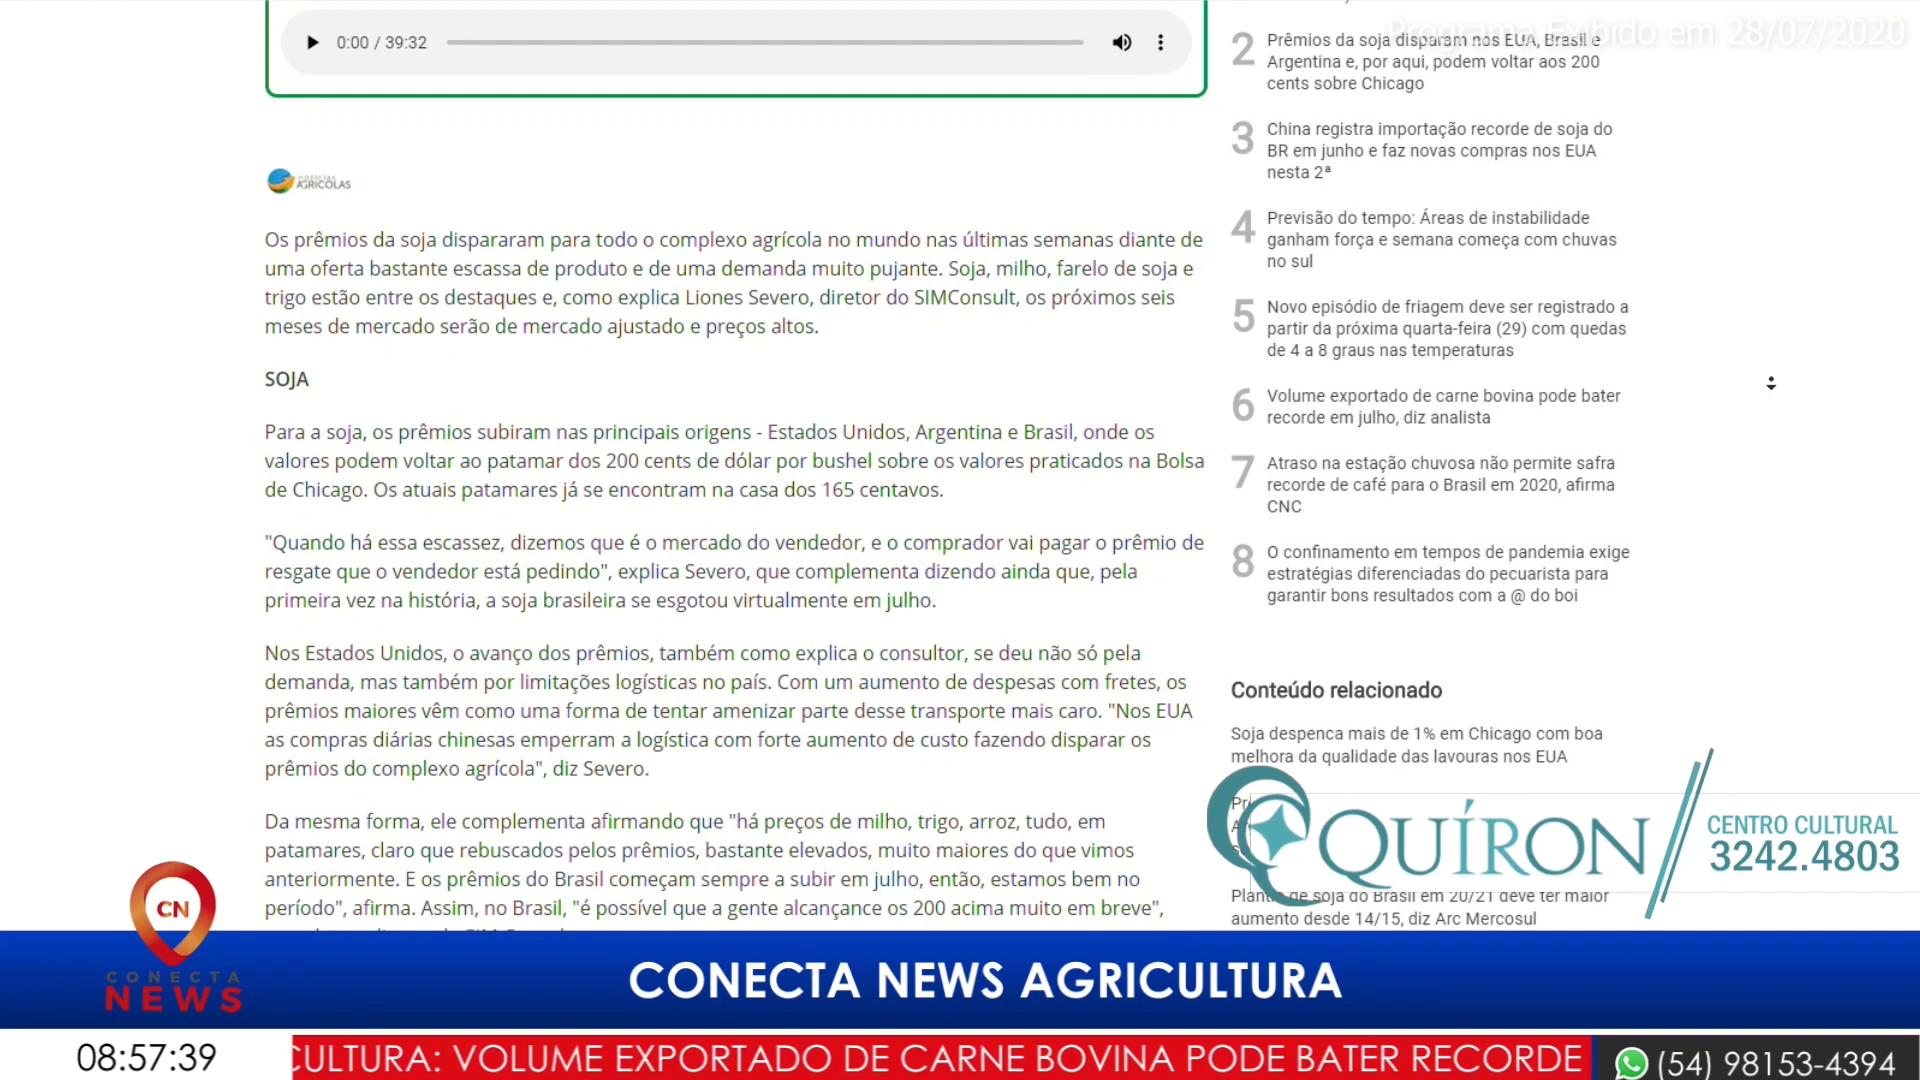 Programa Exibido em 28/07/2020
0:00 / 39:32
notícias
AGRÍCOLAS
Os prêmios da soja dispararam para todo o complexo agrícola no mundo nas últimas semanas diante de
uma oferta bastante escassa de produto e de uma demanda muito pujante. Soja, milho, farelo de soja e
trigo estão entre os destaques e, como explica Liones Severo, diretor do SIMConsult, os próximos seis
meses de mercado serão de mercado ajustado e preços altos.
SOJA
Para a soja, os prêmios subiram nas principais origens - Estados Unidos, Argentina e Brasil, onde os
valores podem voltar ao patamar dos 200 cents de dólar por bushel sobre os valores praticados na Bolsa
de Chicago. Os atuais patamares já se encontram na casa dos 165 centavos.
"Quando há essa escassez, dizemos que é o mercado do vendedor, e o comprador vai pagar o prêmio de
resgate que o vendedor está pedindo", explica Severo, que complementa dizendo ainda que, pela
primeira vez na história, a soja brasileira se esgotou virtualmente em julho.
Nos Estados Unidos, o avanço dos prêmios, também como explica o consultor, se deu não só pela
demanda, mas também por limitações logísticas no país. Com um aumento de despesas com fretes, os
prêmios maiores vêm como uma forma de tentar amenizar parte desse transporte mais caro. "Nos EUA
as compras diárias chinesas emperram a logística com forte aumento de custo fazendo disparar os
prêmios do complexo agrícola", diz Severo.
Da mesma forma, ele complementa afirmando que "há preços de milho, trigo, arroz, tudo, em
patamares, claro que rebuscados pelos prêmios, bastante elevados, muito maiores do que vimos
anteriormente. E os prêmios do Brasil começam sempre a subir em julho, então, estamos bem no
período", afirma. Assim, no Brasil, "é possível que a gente alcançance os 200 acima muito em breve",
2 Prêmios da soja disparam nos EUA, Brasil e
Argentina e, por aqui, podem voltar aos 200
cents sobre Chicago
3 China registra importação recorde de soja do
BR em junho e faz novas compras nos EUA
nesta 2ª
4 Previsão do tempo: Áreas de instabilidade
ganham força e semana começa com chuvas
no sul
5 Novo episódio de friagem deve ser registrado a
partir da próxima quarta-feira (29) com quedas
de 4 a 8 graus nas temperaturas
6 Volume exportado de carne bovina pode bater
recorde em julho, diz analista
7 Atraso na estação chuvosa não permite safra
recorde de café para o Brasil em 2020, afirma
CNC
8 O confinamento em tempos de pandemia exige
estratégias diferenciadas do pecuarista para
garantir bons resultados com a @ do boi
Conteúdo relacionado
Soja despenca mais de 1% em Chicago com boa
melhora da qualidade das lavouras nos EUA
QUÍRON
CENTRO CULTURAL
3242.4803
Plantio de soja do Brasil em 20/21 deve ter maior
aumento desde 14/15, diz Arc Mercosul
CN
CONECTA
NEWS
CONECTA NEWS AGRICULTURA
08:57:39
CULTURA: VOLUME EXPORTADO DE CARNE BOVINA PODE BATER RECORDE
(54) 98153-4394